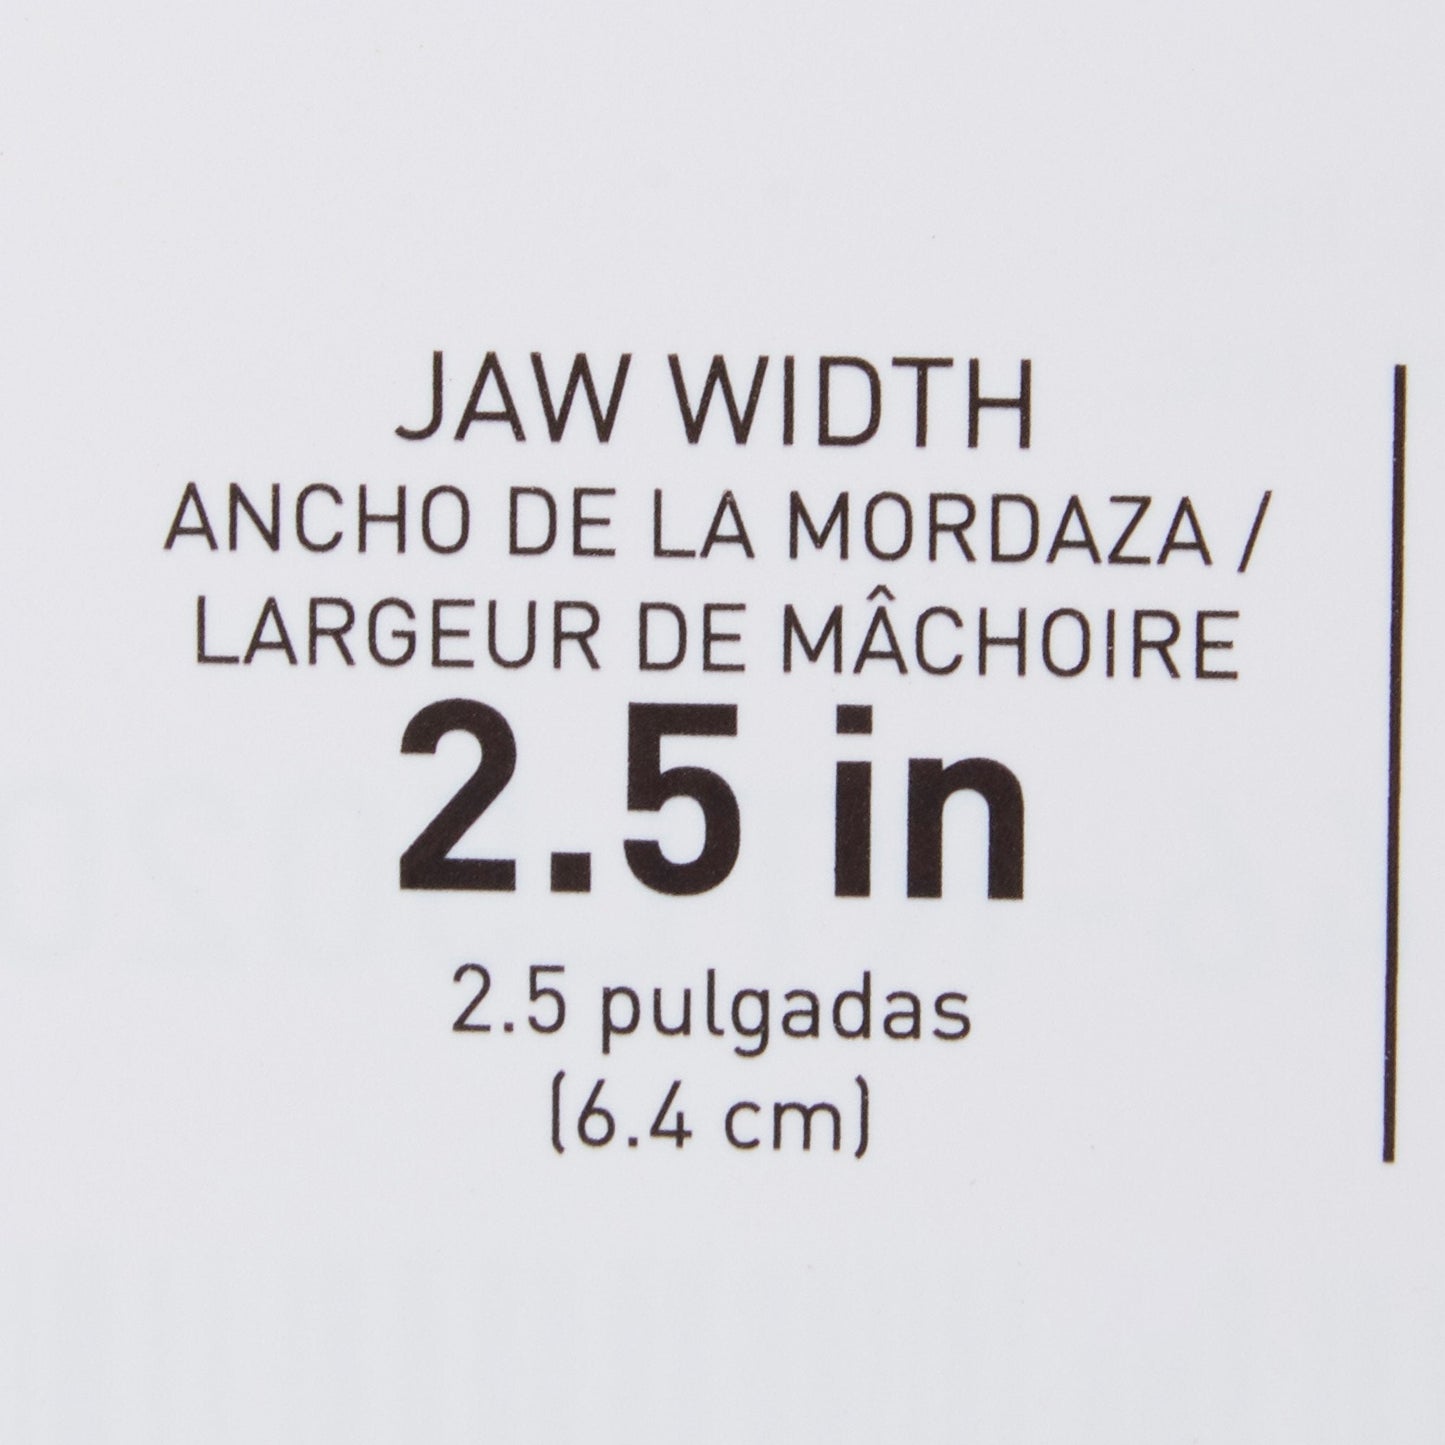 JAW WIDTH
ANCHO DE LA MORDAZA /
LARGEUR DE MÂCHOIRE
2.5 in
2.5 pulgadas
(6.4 cm)